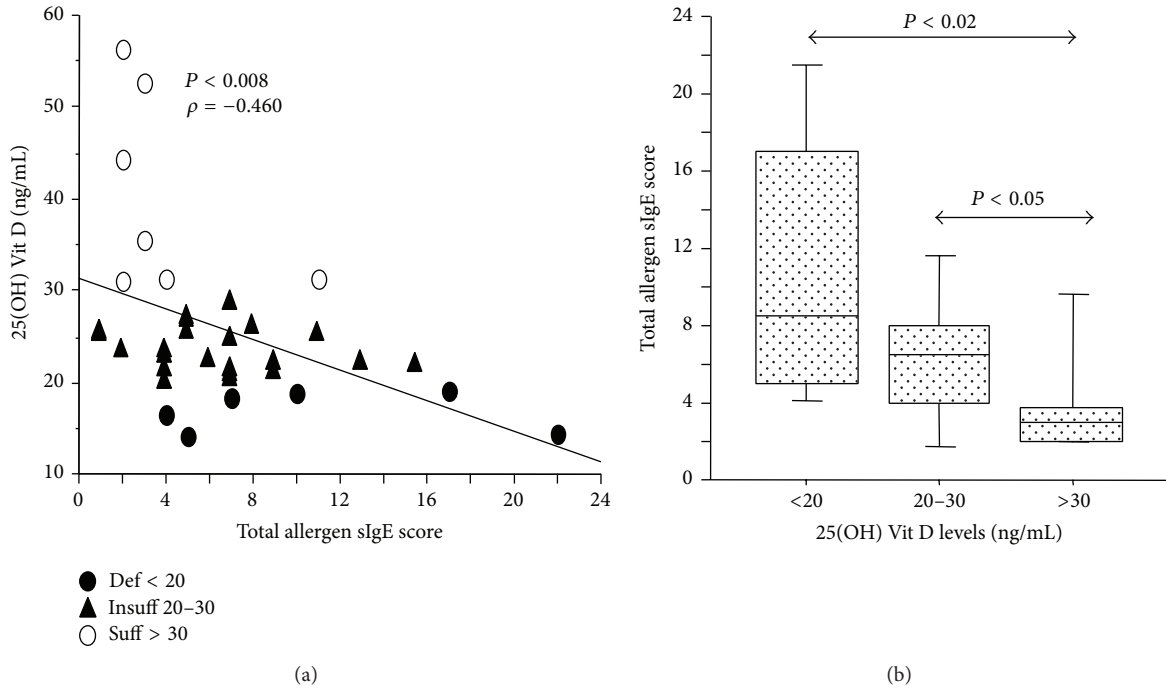 60
50
40
30
20
10
25(OH) Vit D (ng/mL)
P < 0.008
ρ = −0.460
0 4 8 12 16 20 24
Total allergen sIgE score
Def < 20
Insuff 20–30
Suff > 30
(a)
24
20
16
12
8
4
0
Total allergen sIgE score
P < 0.02
P < 0.05
<20 20–30 >30
25(OH) Vit D levels (ng/mL)
(b)